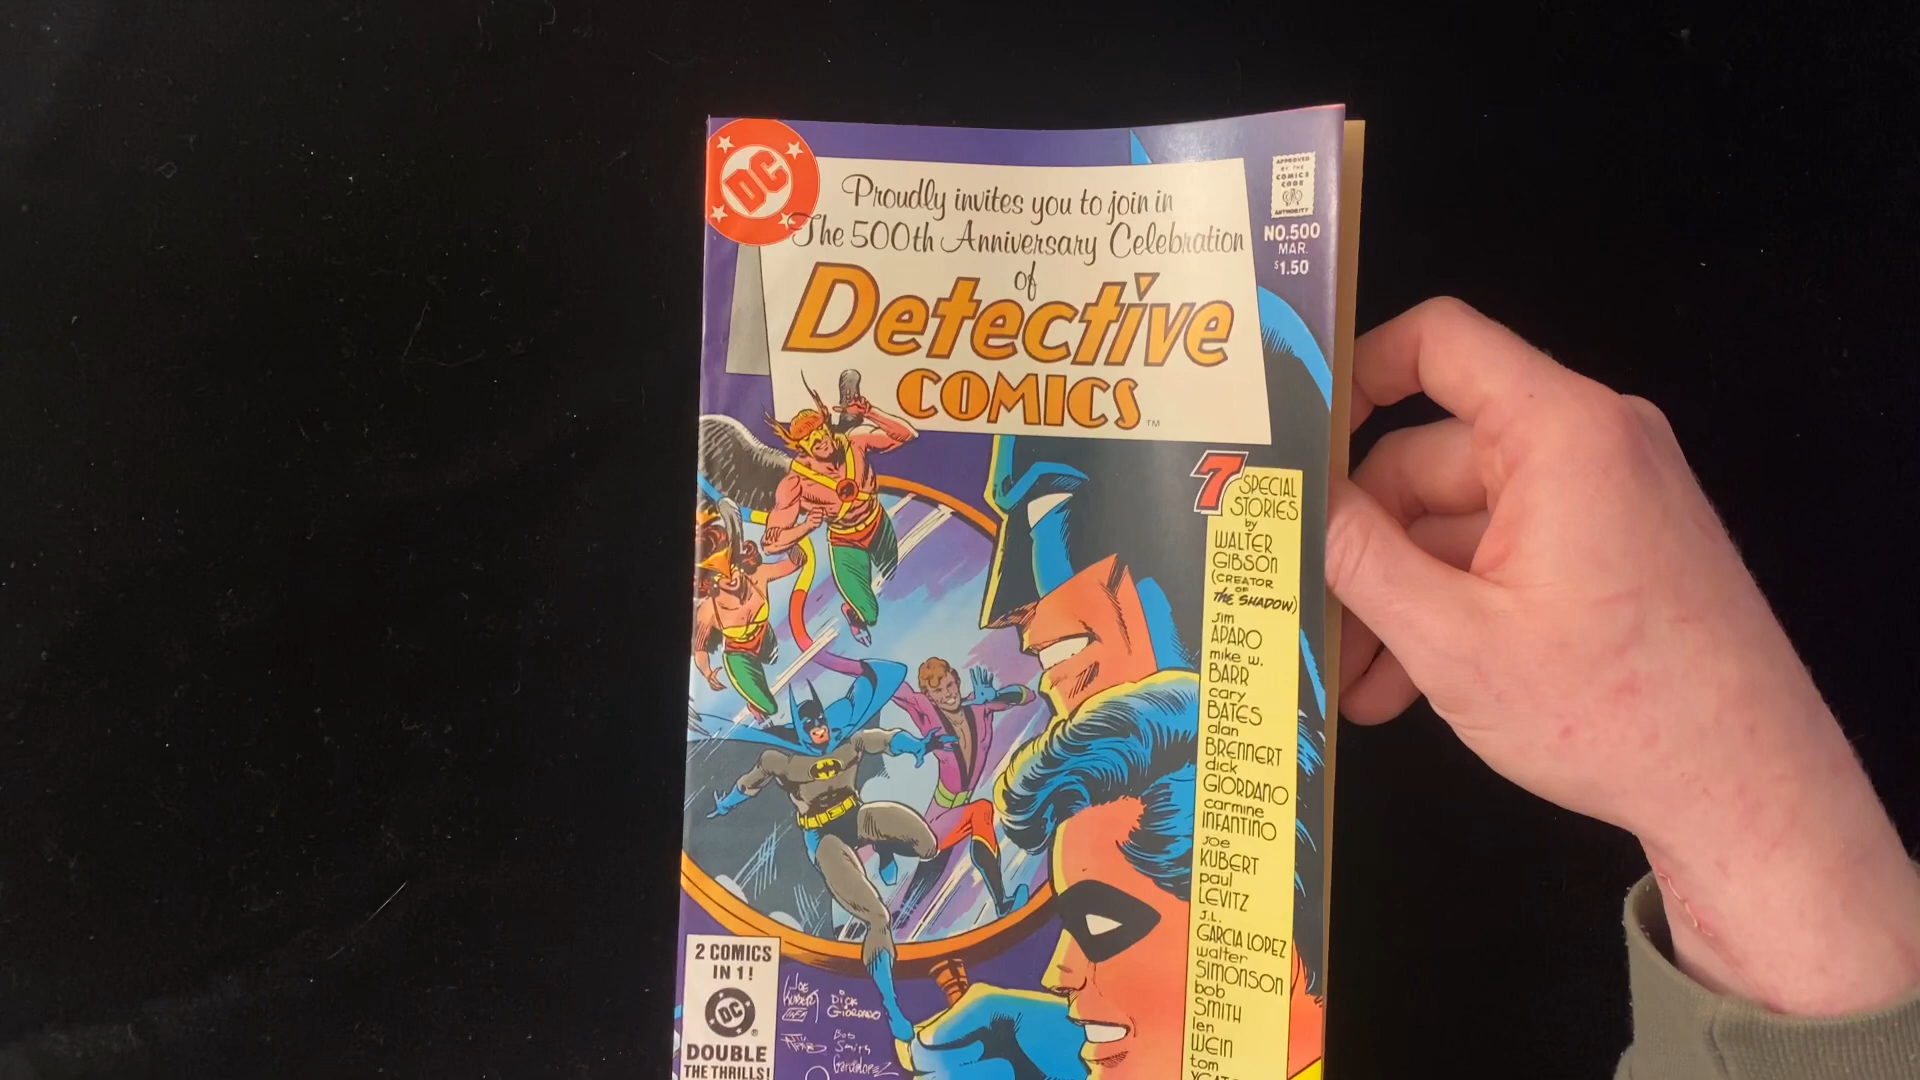 DC
Proudly invites you to join in
The 500th Anniversary Celebration
of
Detective
COMICS
TM
APPROVED
BY THE
COMICS
CODE
AUTHORITY
NO.500
MAR.
$1.50
7 SPECIAL
STORIES
by
WALTER
GIBSON
(CREATOR
OF
THE SHADOW)
Jim
APARO
mike w.
BARR
cary
BATES
alan
BRENNERT
dick
GIORDANO
carmine
INFANTINO
JOE
KUBERT
paul
LEVITZ
J.L.
GARCIA LOPEZ
walter
SIMONSON
bob
SMITH
len
WEIN
tom
2 COMICS
IN 1!
DC
®
DOUBLE
THE THRILLS!
JOE
KUBERT
DICK
GIORDANO
BOB
SMITH
GARCIA LOPEZ